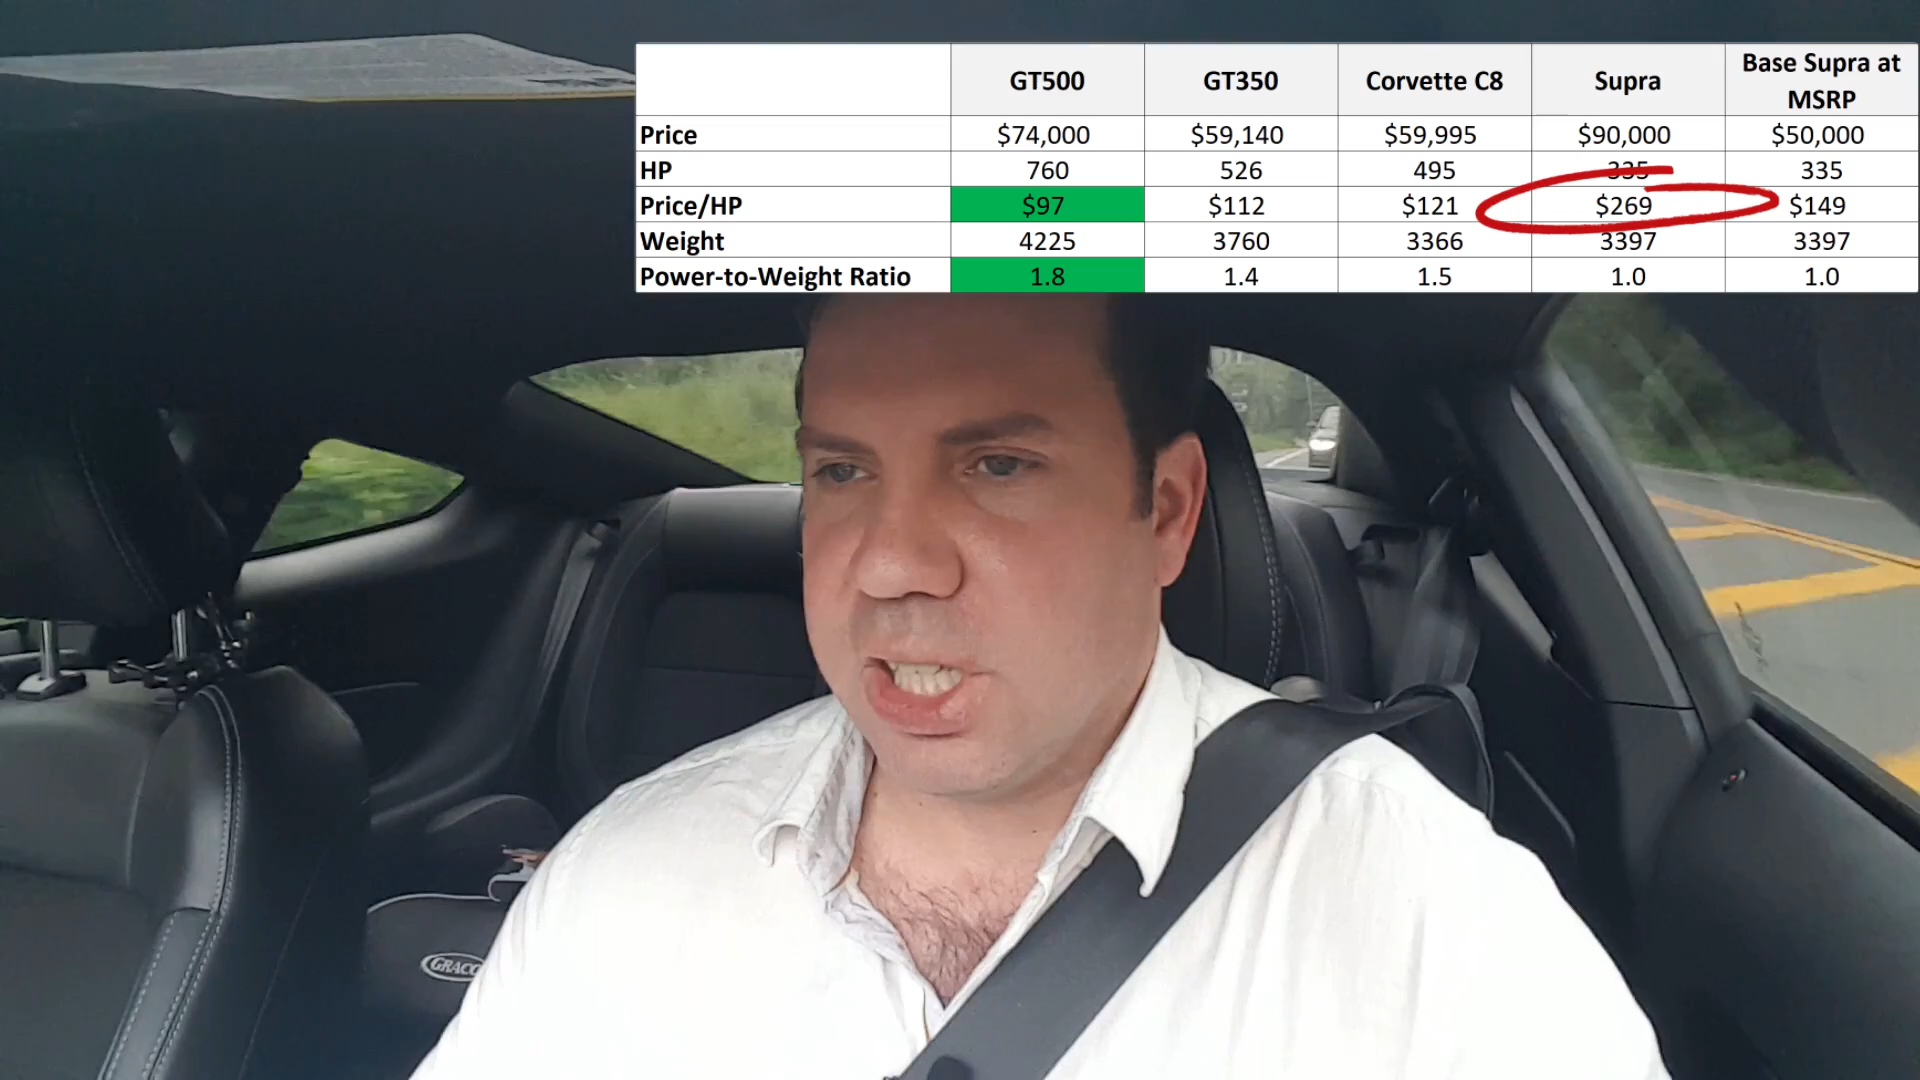 GT500 GT350 Corvette C8 Supra Base Supra at MSRP
Price $74,000 $59,140 $59,995 $90,000 $50,000
HP 760 526 495 335 335
Price/HP $97 $112 $121 $269 $149
Weight 4225 3760 3366 3397 3397
Power-to-Weight Ratio 1.8 1.4 1.5 1.0 1.0
GRACO